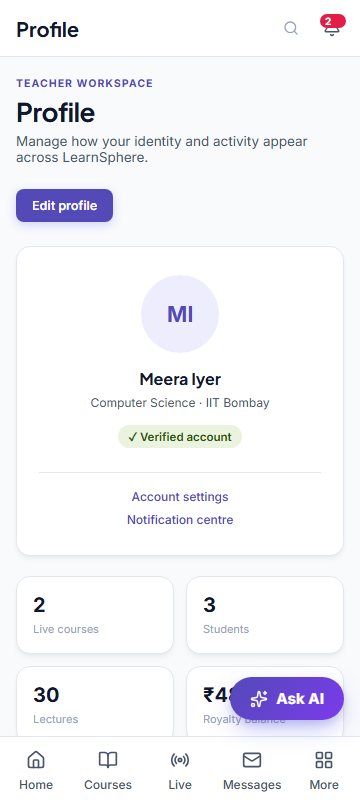 Profile
2
TEACHER WORKSPACE
Profile
Manage how your identity and activity appear
across LearnSphere.
Edit profile
MI
Meera Iyer
Computer Science · IIT Bombay
✓ Verified account
Account settings
Notification centre
2
Live courses
3
Students
30
Lectures
Royalty balance
Ask AI
Home
Courses
Live
Messages
More